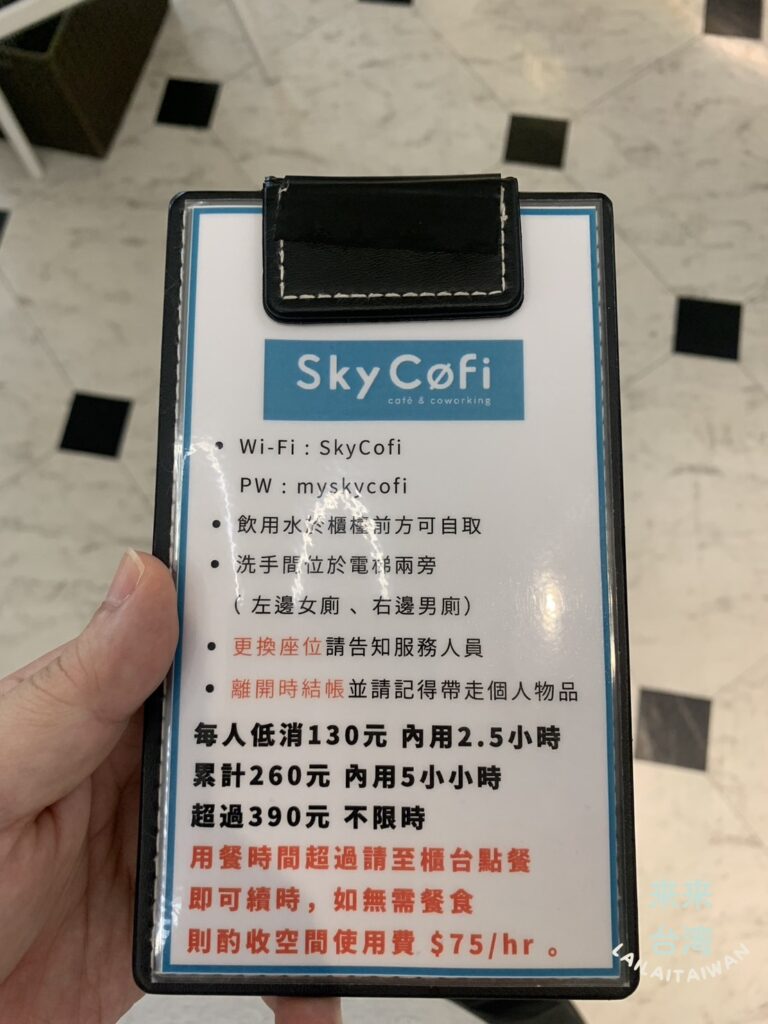 SkyCøfi
café & coworking
• Wi-Fi : SkyCofi
PW : myskycofi
• 飲用水於櫃檯前方可自取
• 洗手間位於電梯兩旁
( 左邊女廁 、右邊男廁)
• 更換座位請告知服務人員
• 離開時結帳並請記得帶走個人物品
每人低消130元 內用2.5小時
累計260元 內用5小小時
超過390元 不限時
用餐時間超過請至櫃台點餐
即可續時，如無需餐食
則酌收空間使用費 $75/hr 。
來來
台灣
LAILAITAIWAN